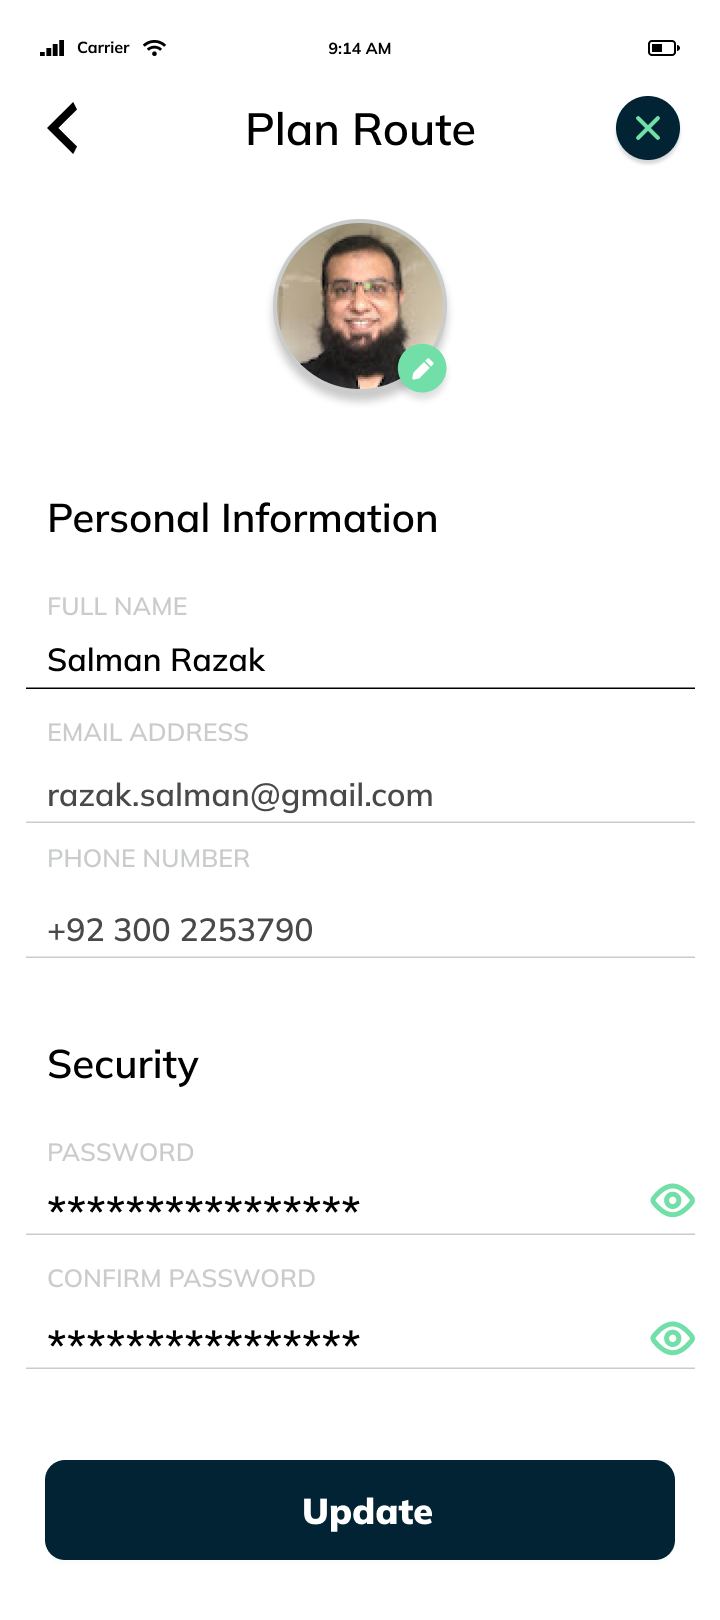 Carrier
9:14 AM
Plan Route
Personal Information
FULL NAME
Salman Razak
EMAIL ADDRESS
razak.salman@gmail.com
PHONE NUMBER
+92 300 2253790
Security
PASSWORD
****************
CONFIRM PASSWORD
****************
Update